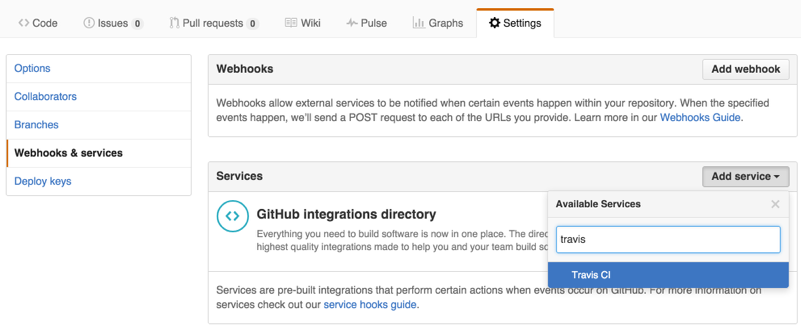 Code Issues 0 Pull requests 0 Wiki Pulse Graphs Settings
Options
Collaborators
Branches
Webhooks & services
Deploy keys
Webhooks Add webhook
Webhooks allow external services to be notified when certain events happen within your repository. When the specified
events happen, we'll send a POST request to each of the URLs you provide. Learn more in our Webhooks Guide.
Services Add service
GitHub integrations directory
Everything you need to build software is now in one place. The
highest quality integrations made to help you and your team build
Available Services
travis
Travis CI
Services are pre-built integrations that perform certain actions when events occur on GitHub. For more information on
services check out our service hooks guide.